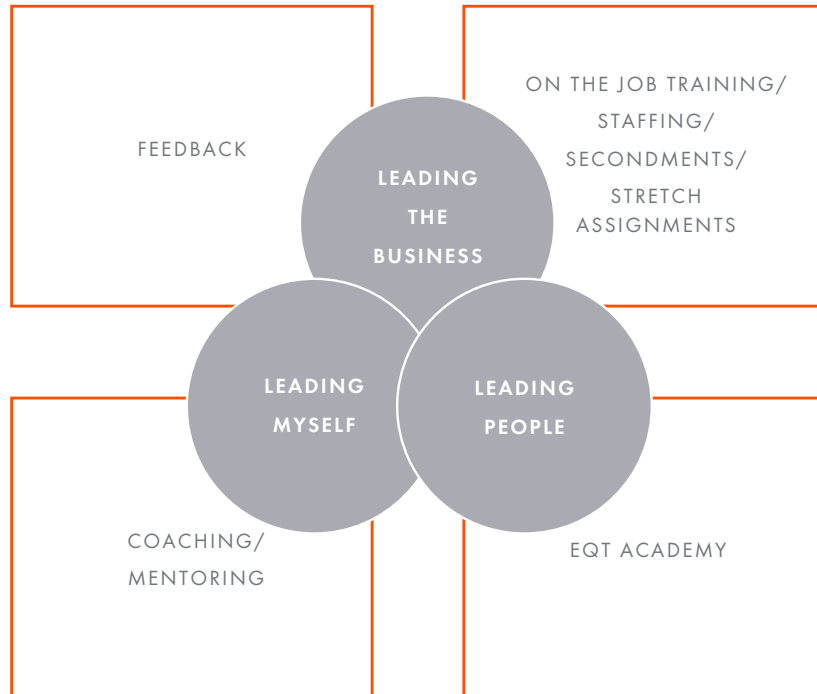 FEEDBACK
ON THE JOB TRAINING/
STAFFING/
SECONDMENTS/
STRETCH
ASSIGNMENTS
LEADING
THE
BUSINESS
LEADING
MYSELF
LEADING
PEOPLE
COACHING/
MENTORING
EQT ACADEMY